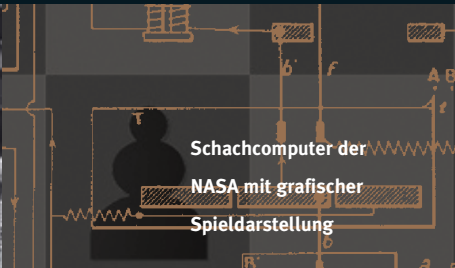 b'
f
A B
T
t
Schachcomputer der
NASA mit grafischer
Spieldarstellung
b
B'
a